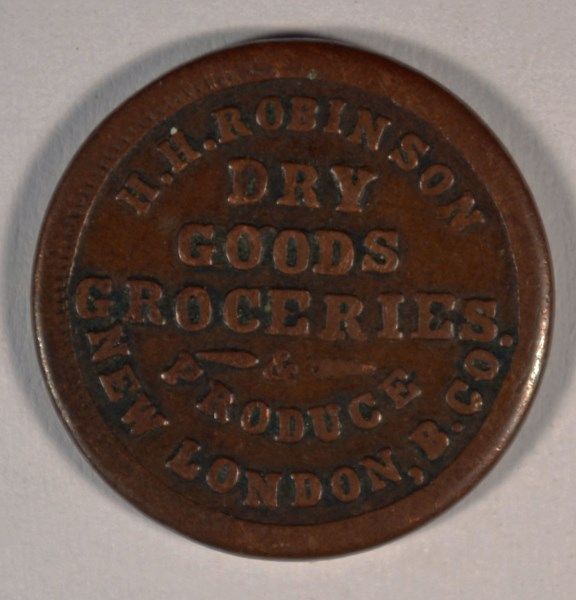 H.H.ROBINSON
DRY
GOODS
GROCERIES
&
PRODUCE
NEW LONDON, B.CO.